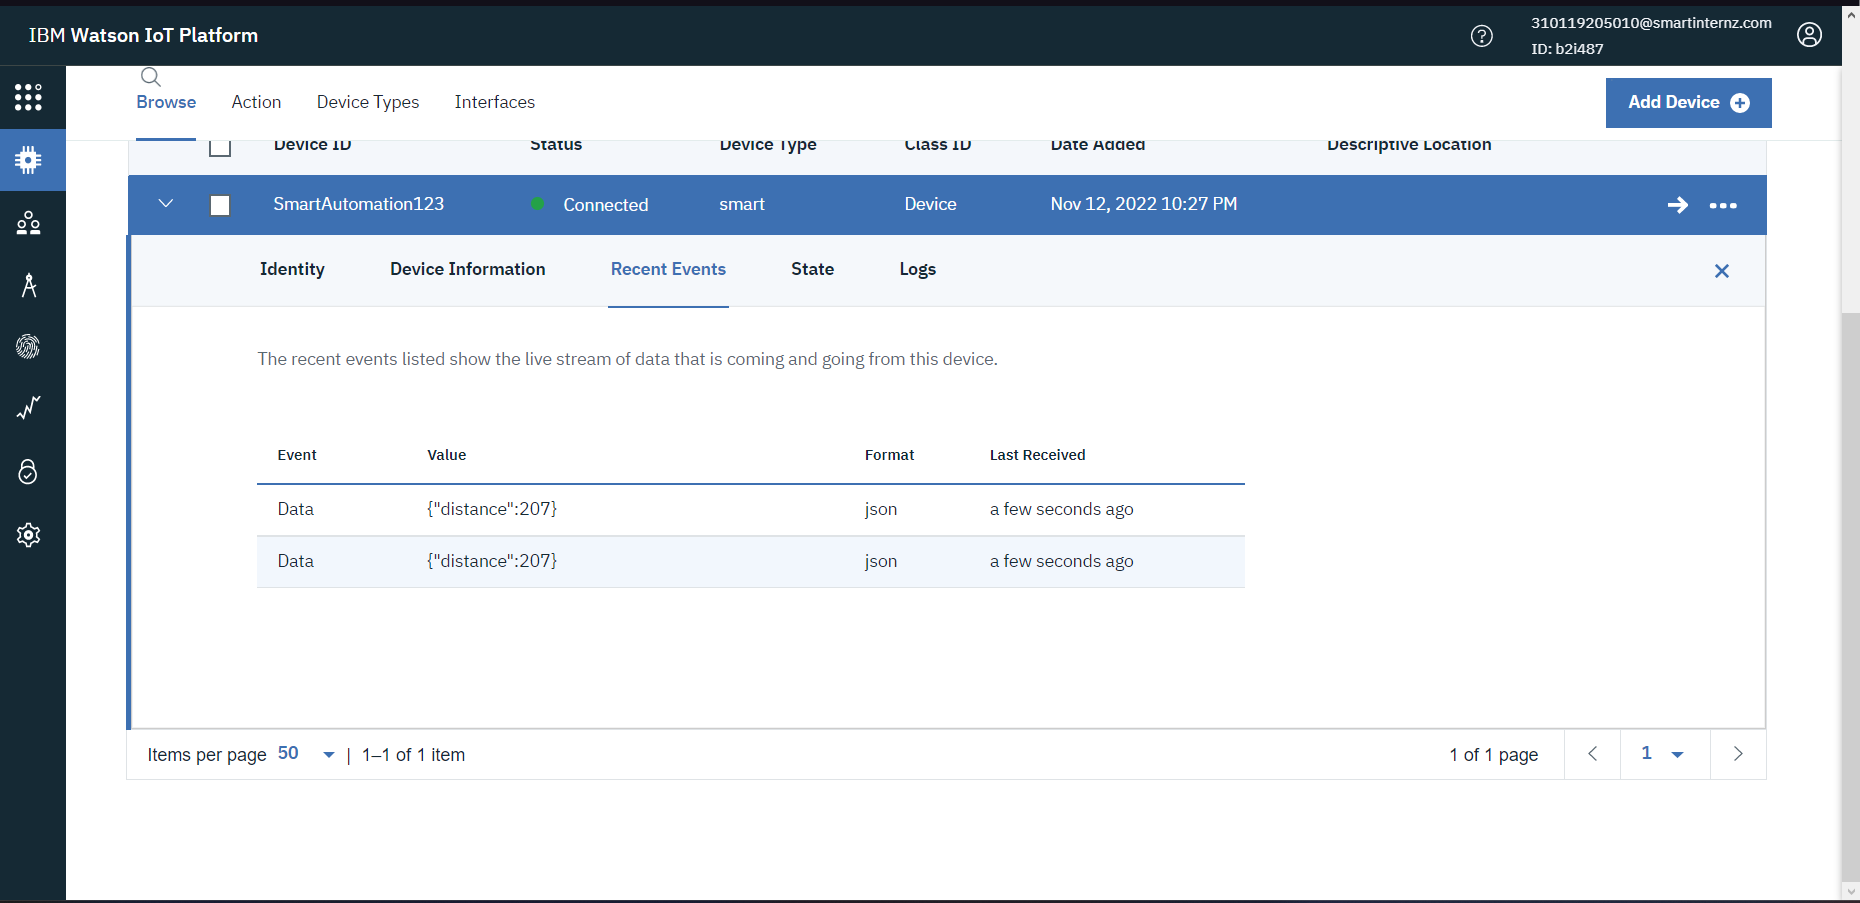 IBM Watson IoT Platform
310119205010@smartinternz.com
ID: b2i487
Browse Action Device Types Interfaces
Add Device
Device ID Status Device Type Class ID Date Added Descriptive Location
SmartAutomation123 Connected smart Device Nov 12, 2022 10:27 PM
Identity Device Information Recent Events State Logs
The recent events listed show the live stream of data that is coming and going from this device.
Event Value Format Last Received
Data {"distance":207} json a few seconds ago
Data {"distance":207} json a few seconds ago
Items per page 50 | 1–1 of 1 item 1 of 1 page 1